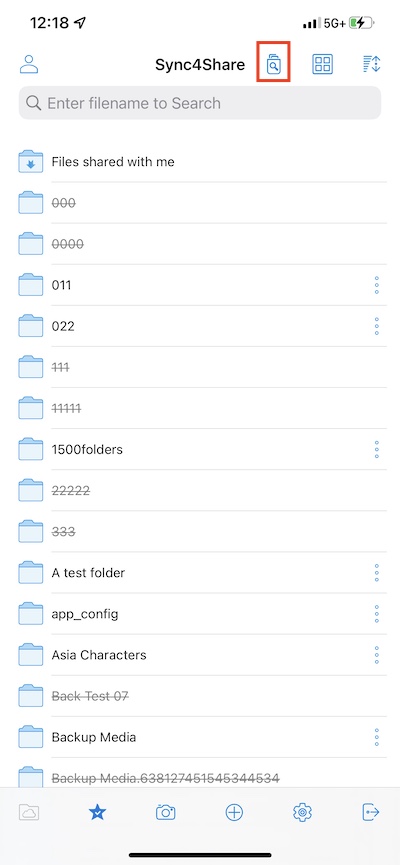 12:18
5G+
Sync4Share
Enter filename to Search
Files shared with me
000
0000
011
022
111
11111
1500folders
22222
333
A test folder
app_config
Asia Characters
Back Test 07
Backup Media
Backup Media.638127451545344534